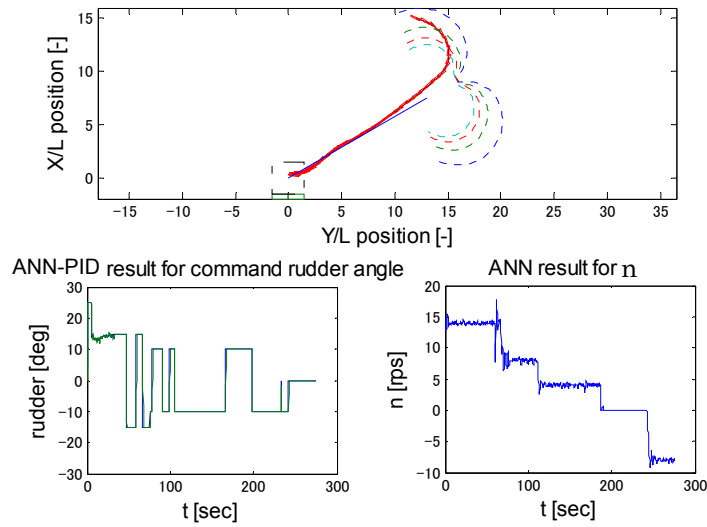 15
10
5
0
X/L position [-]
−15 −10 −5 0 5 10 15 20 25 30 35
Y/L position [-]
ANN-PID result for command rudder angle
30
20
10
0
−10
−20
−30
rudder [deg]
0 100 200 300
t [sec]
ANN result for n
20
15
10
5
0
−5
−10
n [rps]
0 100 200 300
t [sec]